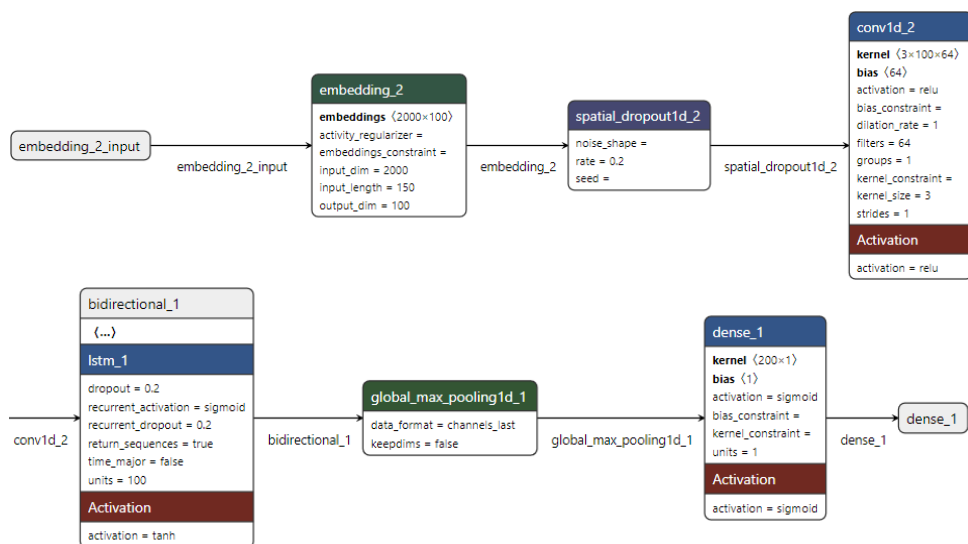 embedding_2_input
embedding_2_input
embedding_2
embeddings 〈2000×100〉
activity_regularizer =
embeddings_constraint =
input_dim = 2000
input_length = 150
output_dim = 100
embedding_2
spatial_dropout1d_2
noise_shape =
rate = 0.2
seed =
spatial_dropout1d_2
conv1d_2
kernel 〈3×100×64〉
bias 〈64〉
activation = relu
bias_constraint =
dilation_rate = 1
filters = 64
groups = 1
kernel_constraint =
kernel_size = 3
strides = 1
Activation
activation = relu
conv1d_2
bidirectional_1
〈...〉
lstm_1
dropout = 0.2
recurrent_activation = sigmoid
recurrent_dropout = 0.2
return_sequences = true
time_major = false
units = 100
Activation
activation = tanh
bidirectional_1
global_max_pooling1d_1
data_format = channels_last
keepdims = false
global_max_pooling1d_1
dense_1
kernel 〈200×1〉
bias 〈1〉
activation = sigmoid
bias_constraint =
kernel_constraint =
units = 1
Activation
activation = sigmoid
dense_1
dense_1